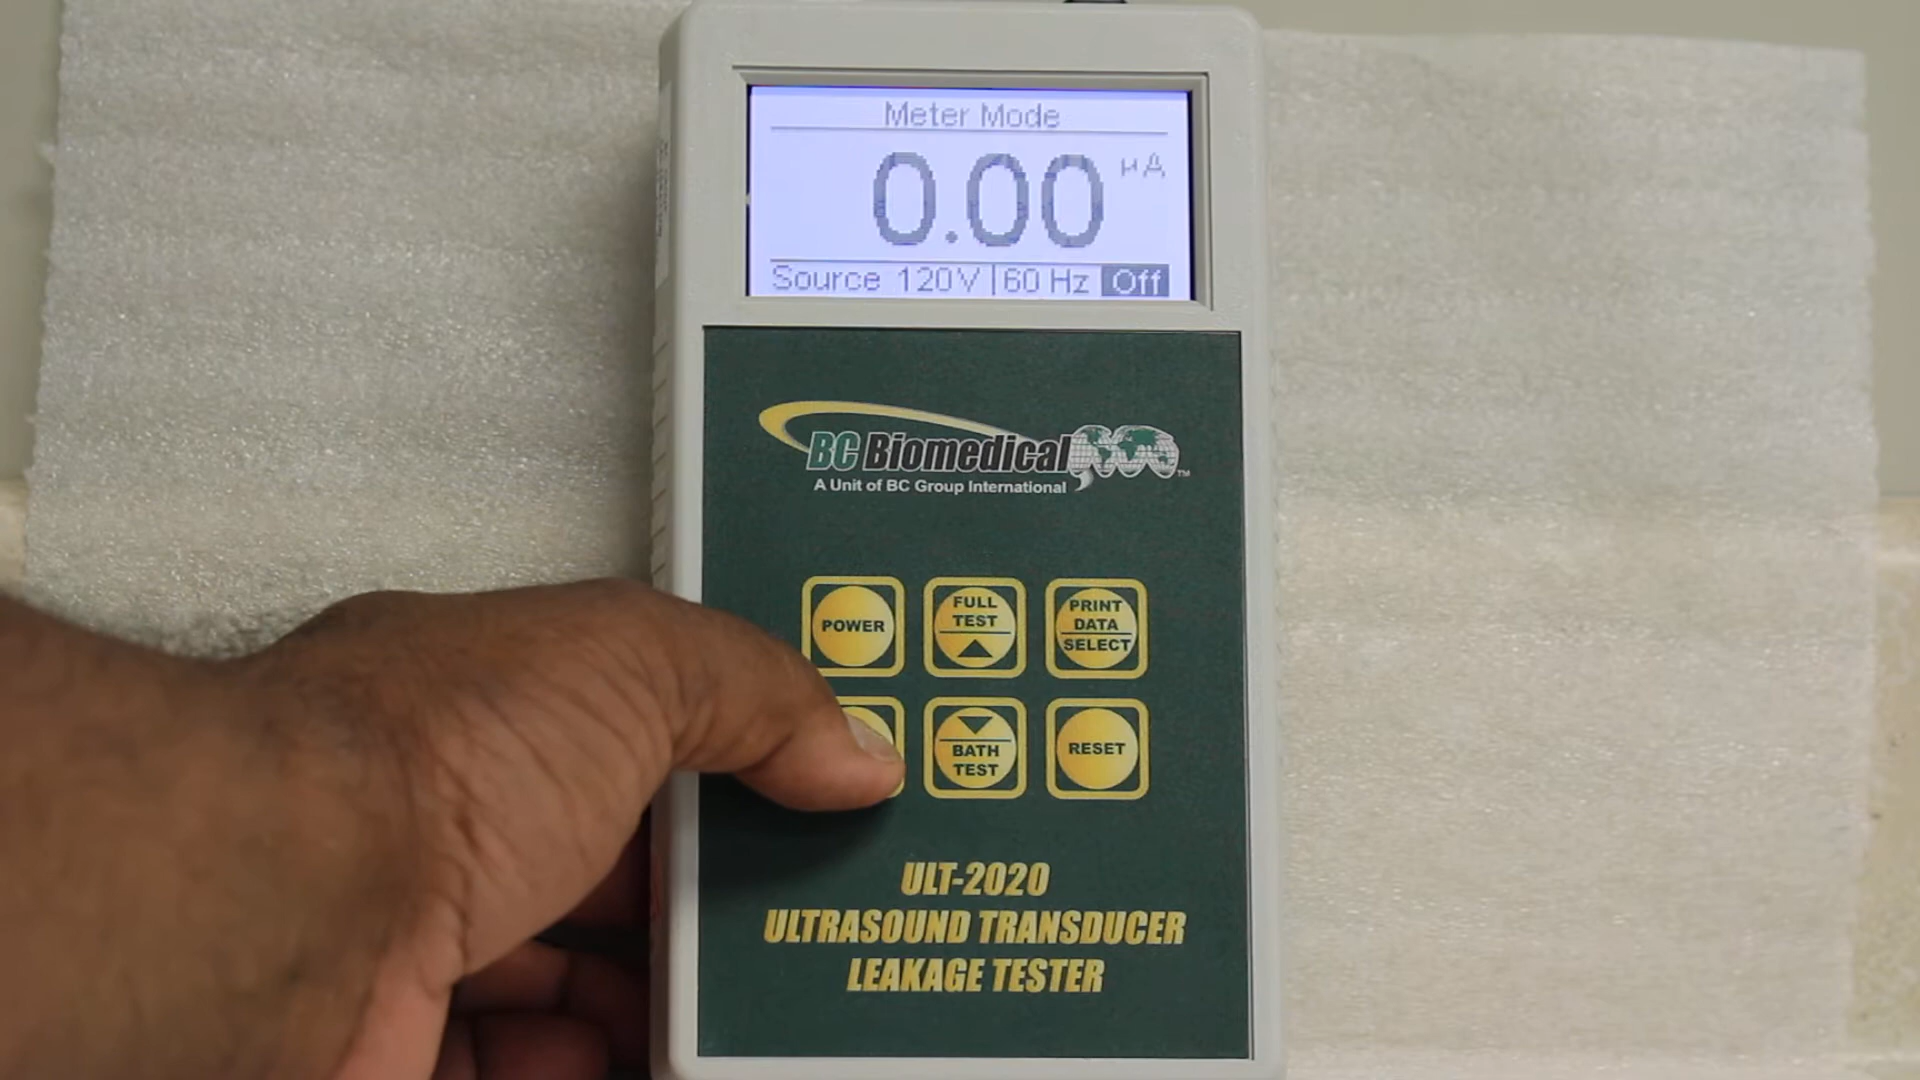 Meter Mode
0.00 µA
Source 120V | 60 Hz Off
BC Biomedical ™
A Unit of BC Group International
POWER
FULL
TEST
PRINT
DATA
SELECT
BATH
TEST
RESET
ULT-2020
ULTRASOUND TRANSDUCER
LEAKAGE TESTER